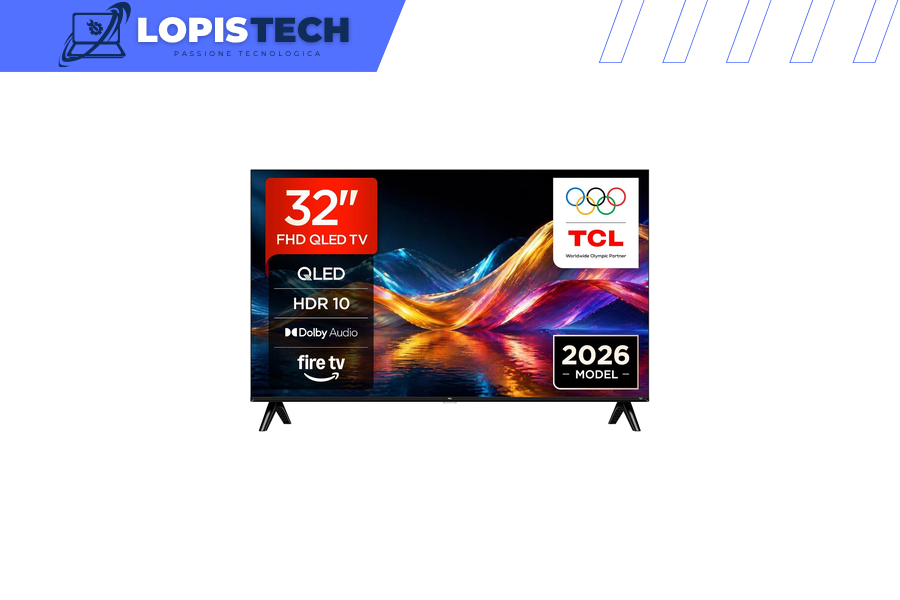 LOPISTECH
PASSIONE TECNOLOGICA
32"
FHD QLED TV
QLED
HDR 10
Dolby Audio
fire tv
TCL
Worldwide Olympic Partner
2026
MODEL